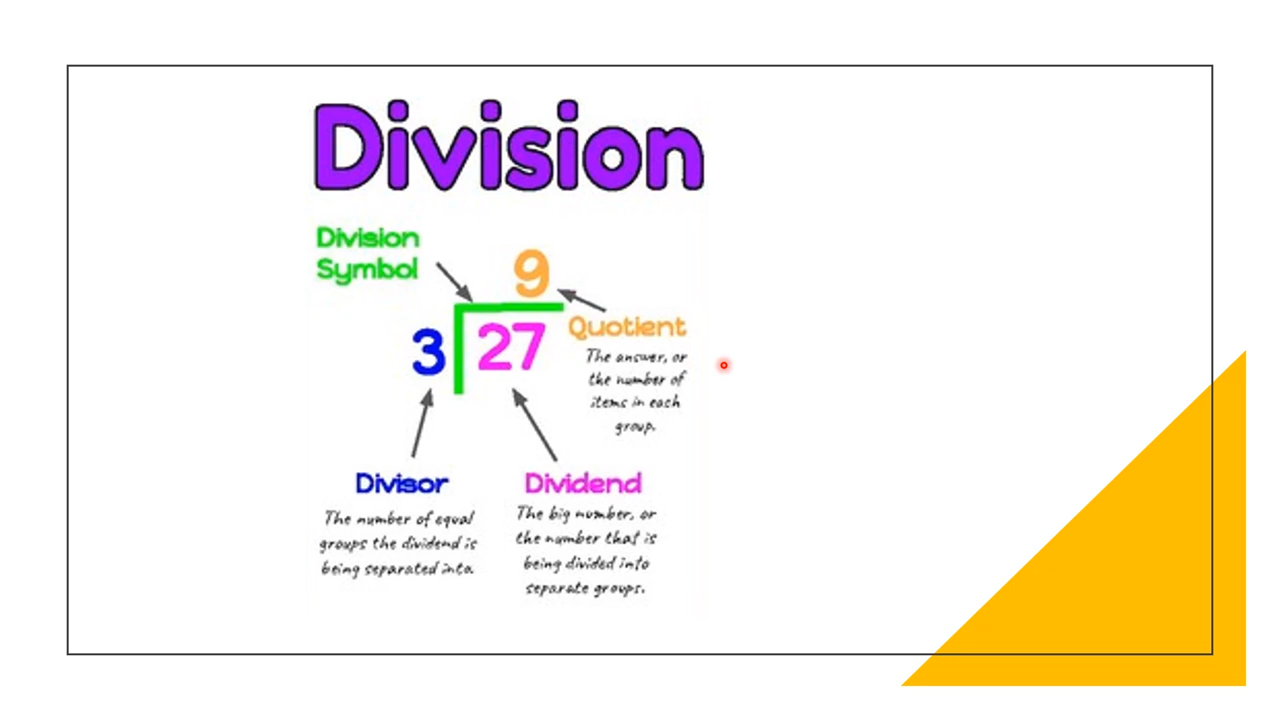 Division
Division
Symbol
9
3
27
Quotient
The answer, or
the number of
items in each
group.
Divisor
The number of equal
groups the dividend is
being separated into.
Dividend
The big number, or
the number that is
being divided into
separate groups.